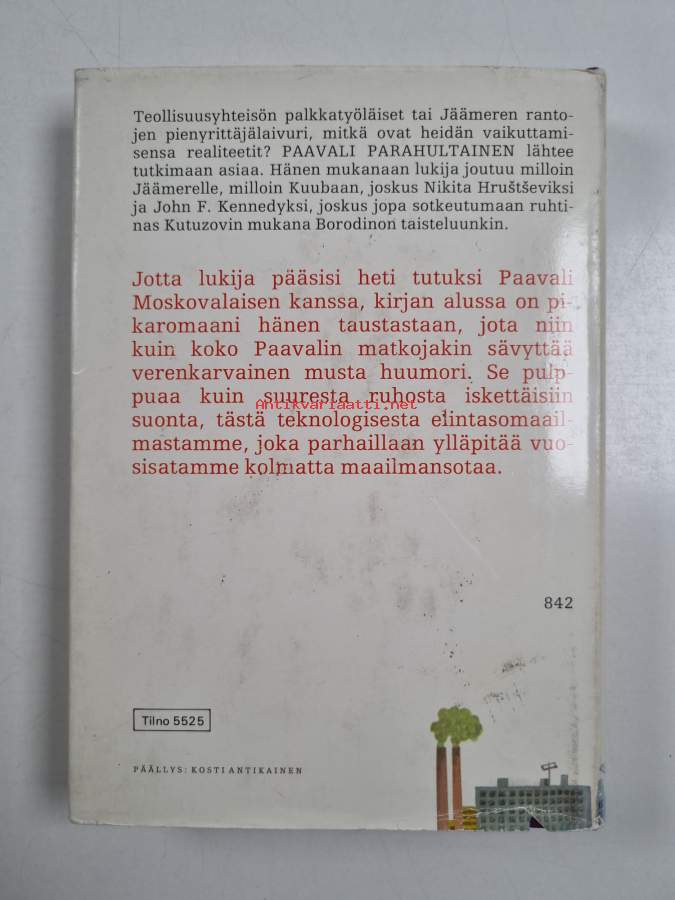 Teollisuusyhteisön palkkatyöläiset tai Jäämeren ranto-
jen pienyrittäjälaivuri, mitkä ovat heidän vaikuttami-
sensa realiteetit? PAAVALI PARAHULTAINEN lähtee
tutkimaan asiaa. Hänen mukanaan lukija joutuu milloin
Jäämerelle, milloin Kuubaan, joskus Nikita Hruštševiksi
ja John F. Kennedyksi, joskus jopa sotkeutumaan ruhti-
nas Kutuzovin mukana Borodinon taisteluunkin.
Jotta lukija pääsisi heti tutuksi Paavali
Moskovalaisen kanssa, kirjan alussa on pi-
karomaani hänen taustastaan, jota niin
kuin koko Paavalin matkojakin sävyttää
verenkarvainen musta huumori. Se pulp-
puaa kuin suuresta ruhosta iskettäisiin
Antikvariaatti.net
suonta, tästä teknologisesta elintasomaail-
mastamme, joka parhaillaan ylläpitää vuo-
sisatamme kolmatta maailmansotaa.
842
Tilno 5525
PÄÄLLYS: KOSTI ANTIKAINEN